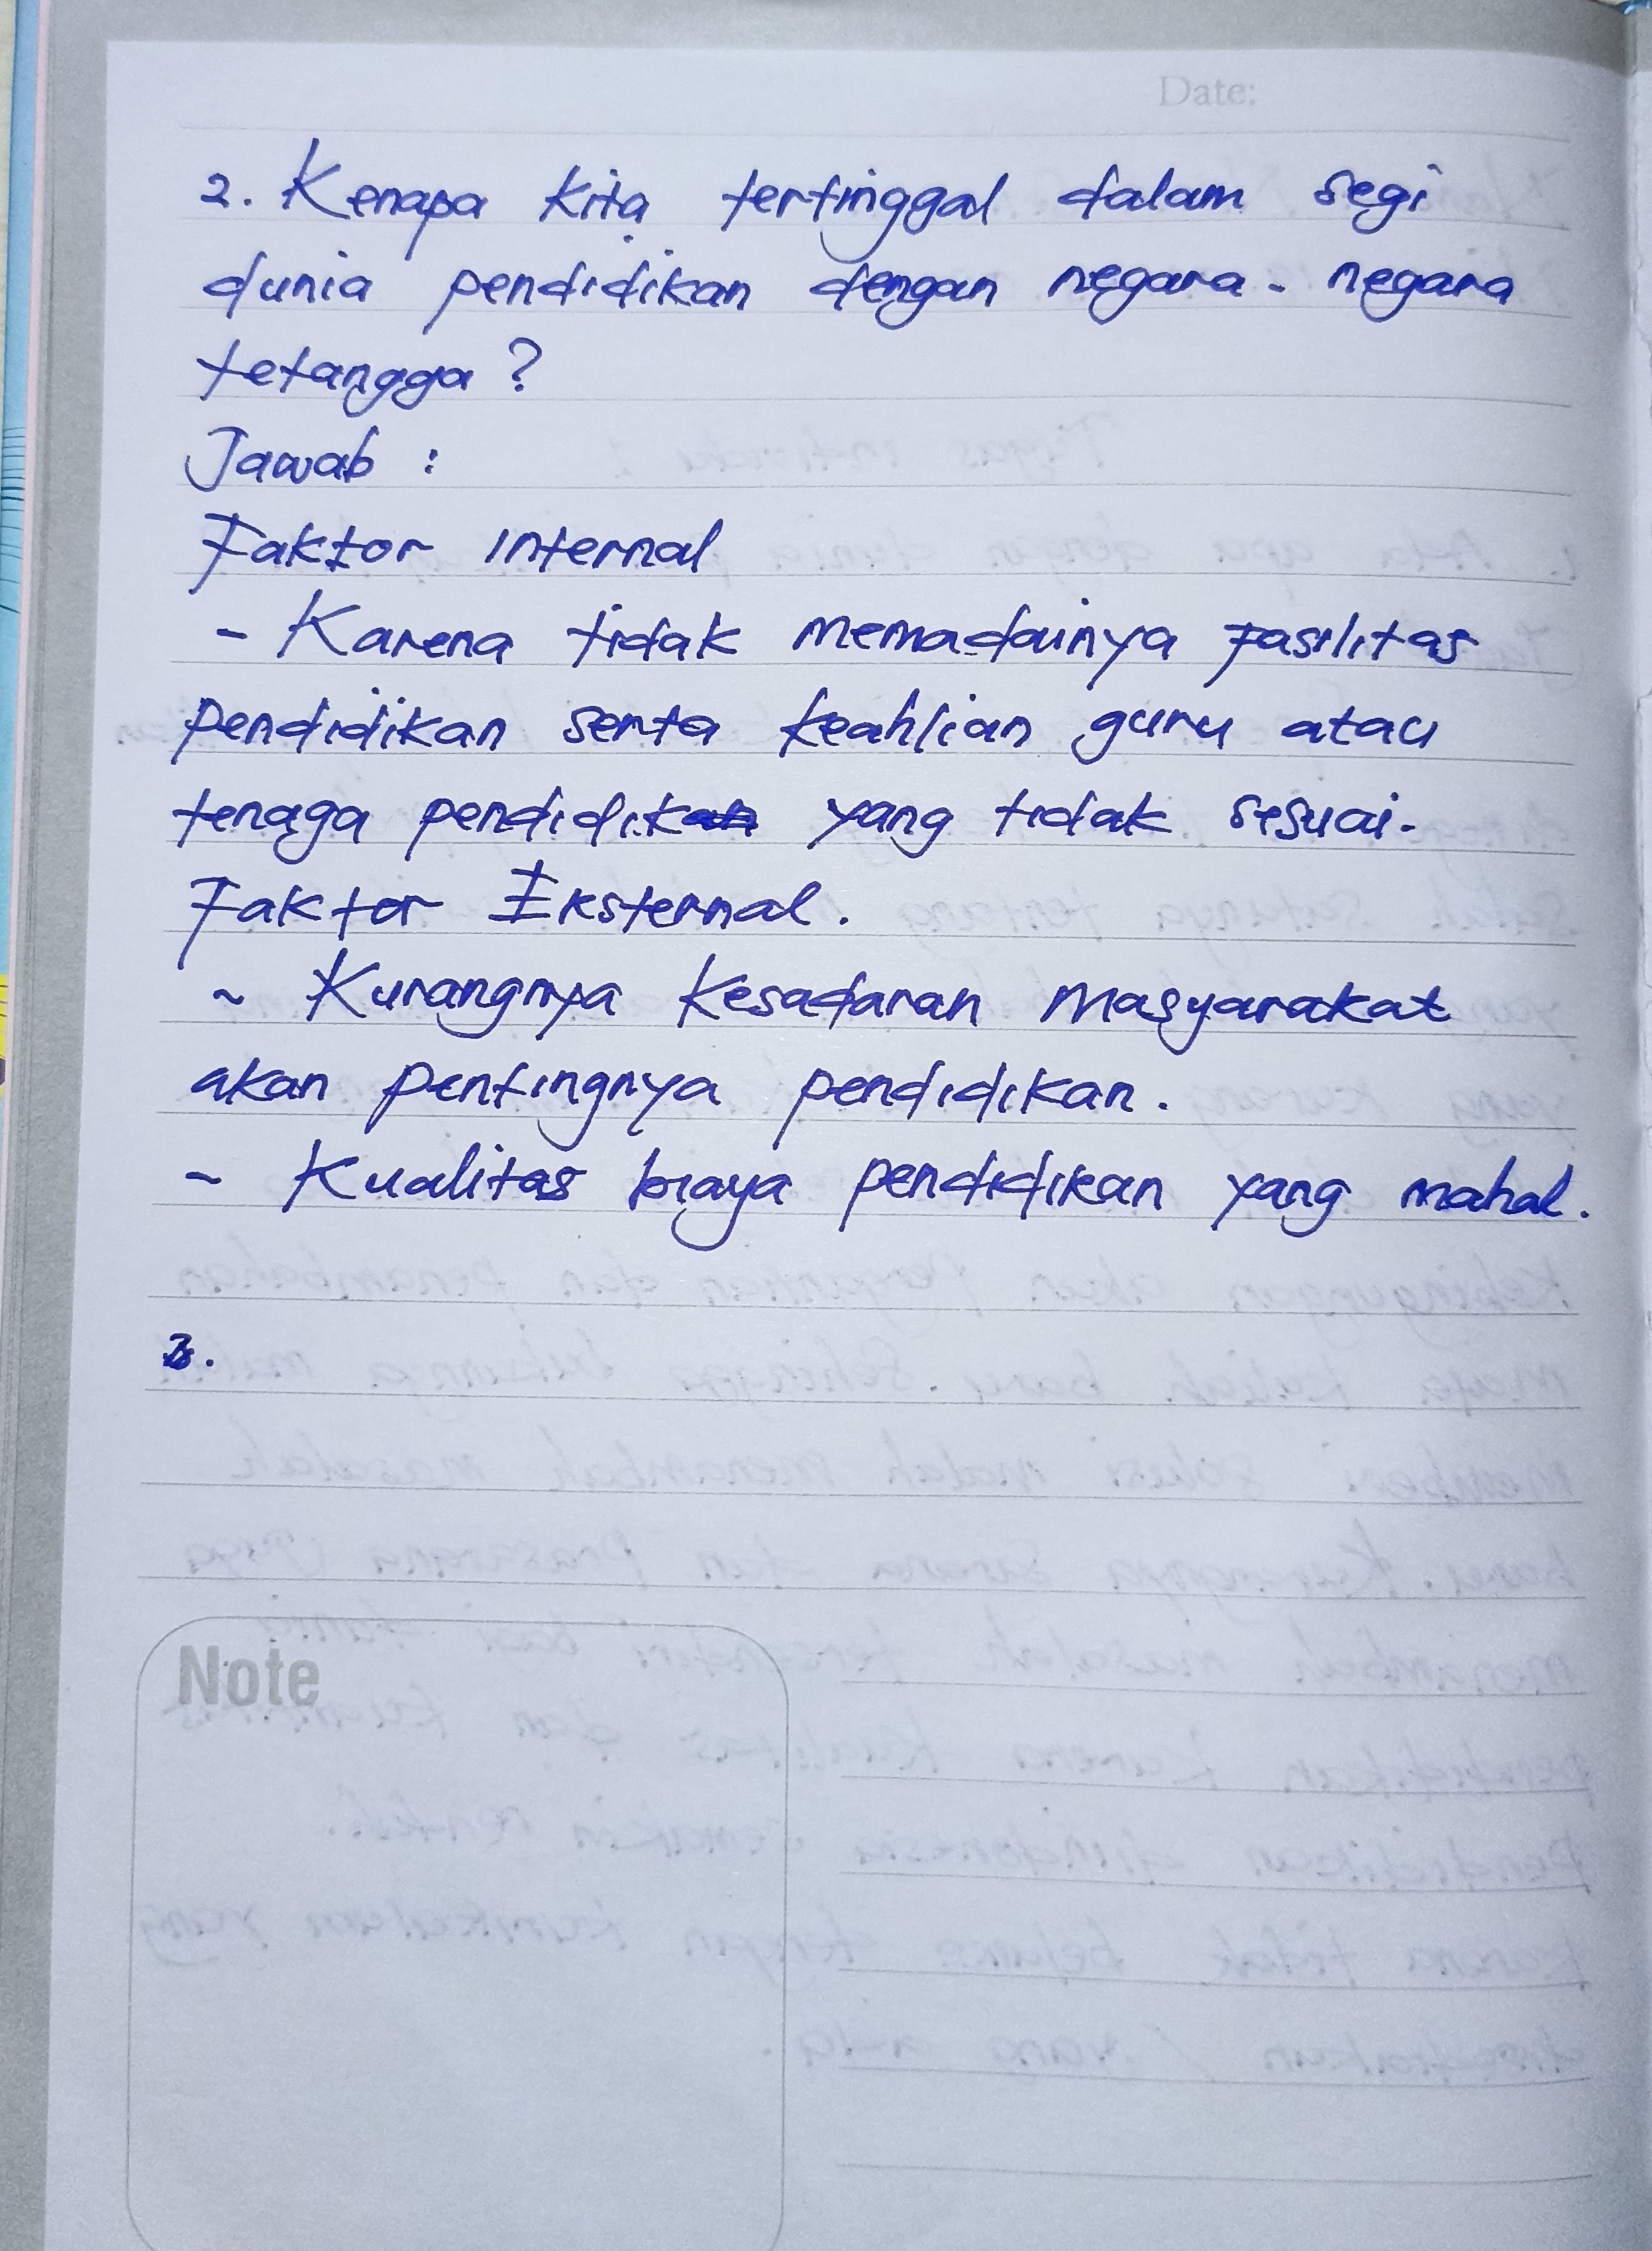 Date:
2. Kenapa kita tertinggal dalam segi
dunia pendidikan dengan negara - negara
tetangga ?
Jawab :
Faktor internal
- Karena tidak memadainya Fasilitas
pendidikan serta keahlian guru atau
tenaga pendidik yang tidak sesuai.
Faktor Eksternal.
~ Kurangnya Kesadaran Masyarakat
akan pentingnya pendidikan.
~ Kualitas biaya pendidikan yang mahal.
3.
Note